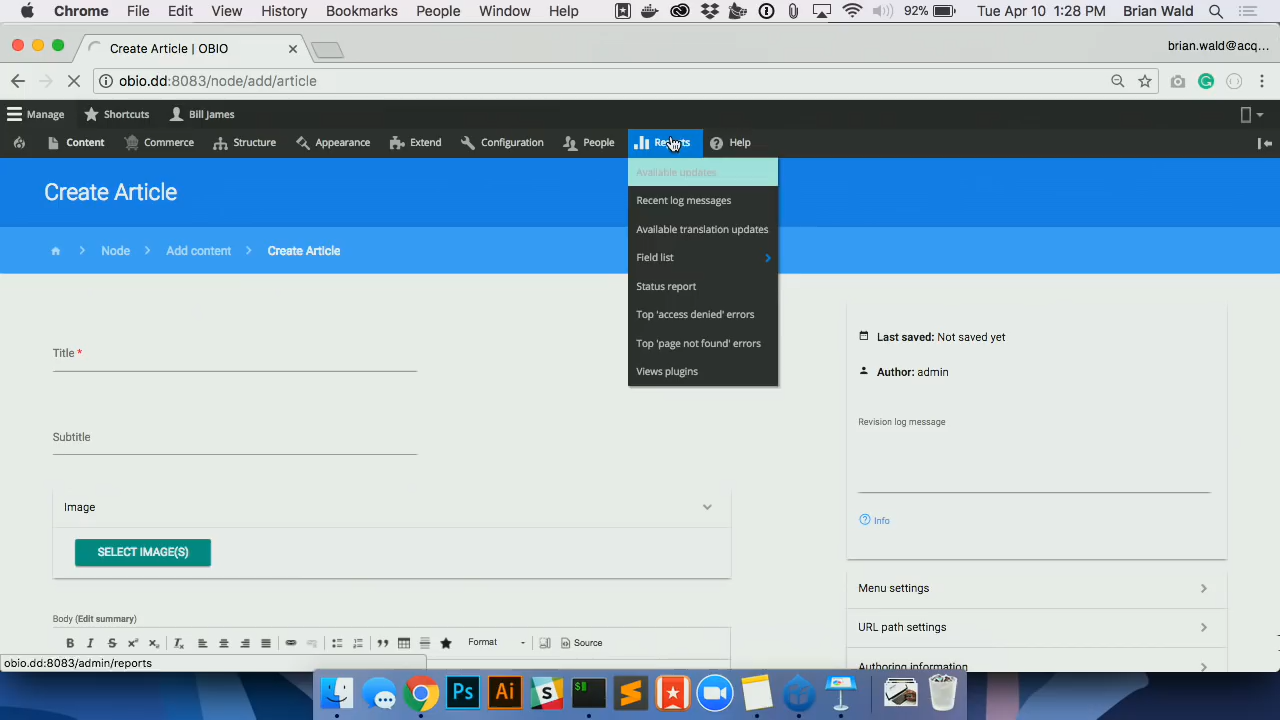 Chrome File Edit View History Bookmarks People Window Help 92% Tue Apr 10 1:28 PM Brian Wald
Create Article | OBIO brian.wald@acq...
obio.dd:8083/node/add/article
Manage Shortcuts Bill James
Content Commerce Structure Appearance Extend Configuration People Reports Help
Available updates
Recent log messages
Available translation updates
Field list
Status report
Top 'access denied' errors
Top 'page not found' errors
Views plugins
Create Article
Node Add content Create Article
Title *
Subtitle
Image
SELECT IMAGE(S)
Body (Edit summary)
Format Source
Last saved: Not saved yet
Author: admin
Revision log message
Info
Menu settings
URL path settings
Authoring information
obio.dd:8083/admin/reports
Ps Ai